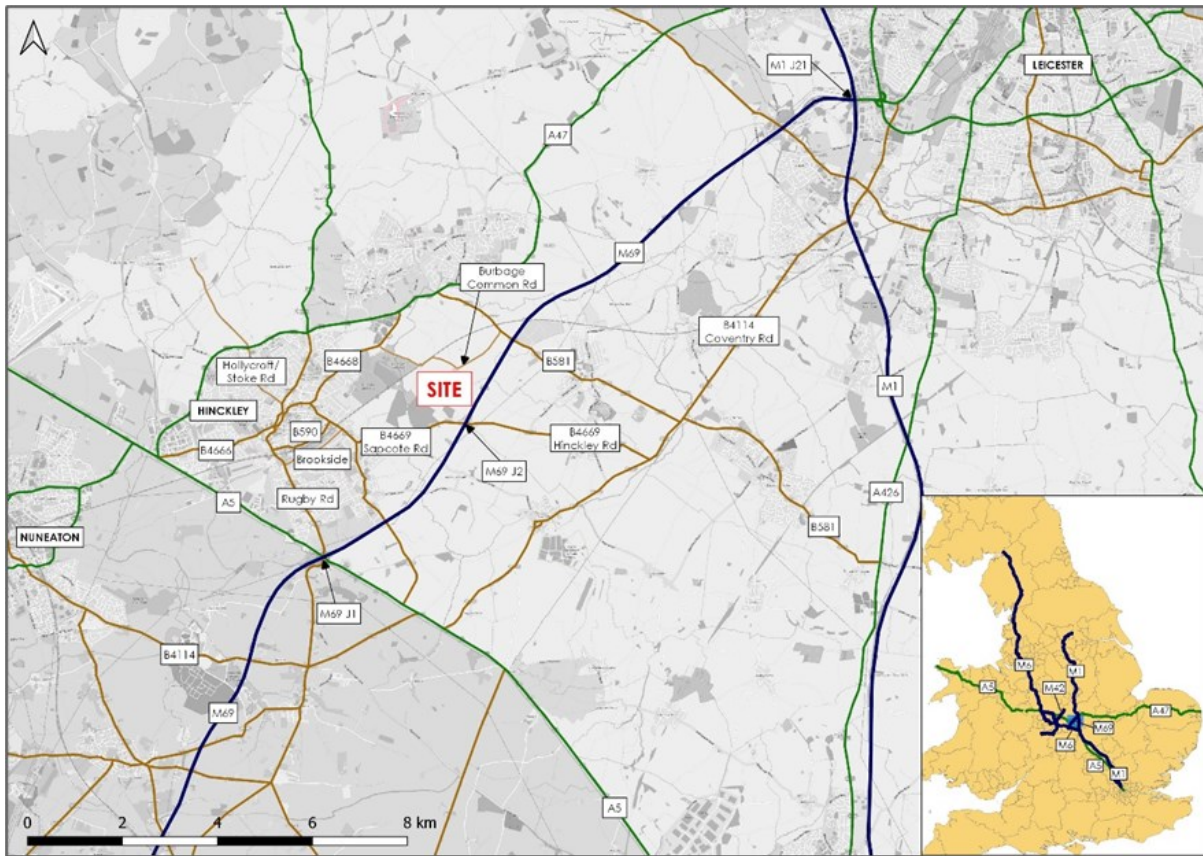 M1 J21
LEICESTER
A47
M69
Burbage
Common Rd
B4114
Coventry Rd
Hollycroft/
Stoke Rd
B4668
B581
SITE
M1
HINCKLEY
B590
B4669
Sapcote Rd
B4669
Hinckley Rd
B4666
Brookside
M69 J2
A5
Rugby Rd
A426
NUNEATON
B581
M69 J1
B4114
M69
A5
0 2 4 6 8 km
M6
M1
A5
M42
A47
M69
M6
A5
M1